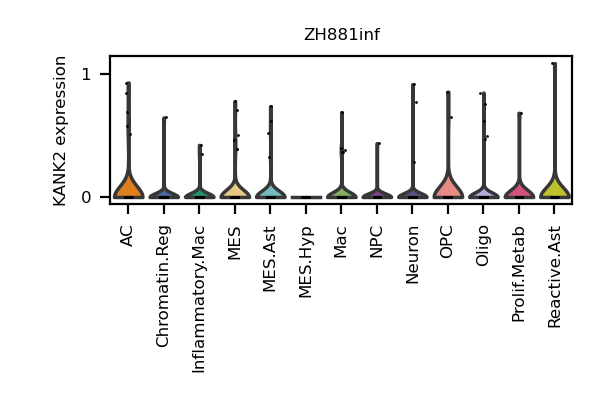 ZH881inf
KANK2 expression
1
0
AC
Chromatin.Reg
Inflammatory.Mac
MES
MES.Ast
MES.Hyp
Mac
NPC
Neuron
OPC
Oligo
Prolif.Metab
Reactive.Ast